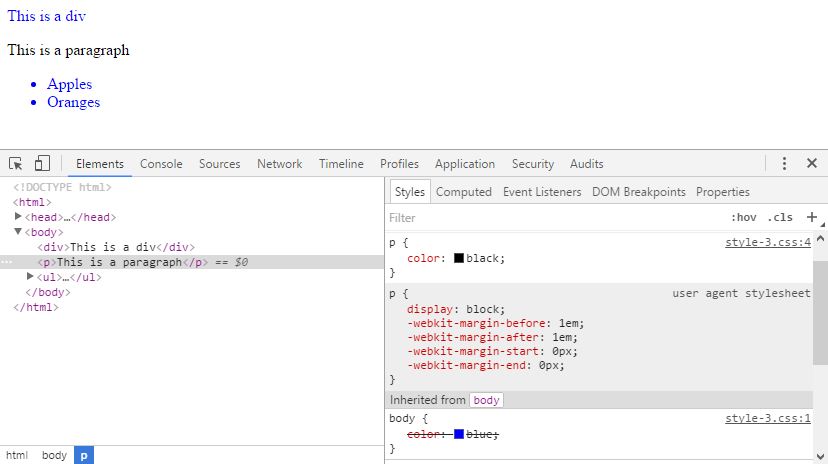 This is a div
This is a paragraph
• Apples
• Oranges
Elements Console Sources Network Timeline Profiles Application Security Audits
<!DOCTYPE html>
<html>
<head>…</head>
<body>
<div>This is a div</div>
<p>This is a paragraph</p> == $0
<ul>…</ul>
</body>
</html>
html body p
Styles Computed Event Listeners DOM Breakpoints Properties
Filter :hov .cls +
p { style-3.css:4
color: black;
}
p { user agent stylesheet
display: block;
-webkit-margin-before: 1em;
-webkit-margin-after: 1em;
-webkit-margin-start: 0px;
-webkit-margin-end: 0px;
}
Inherited from body
body { style-3.css:1
color: blue;
}